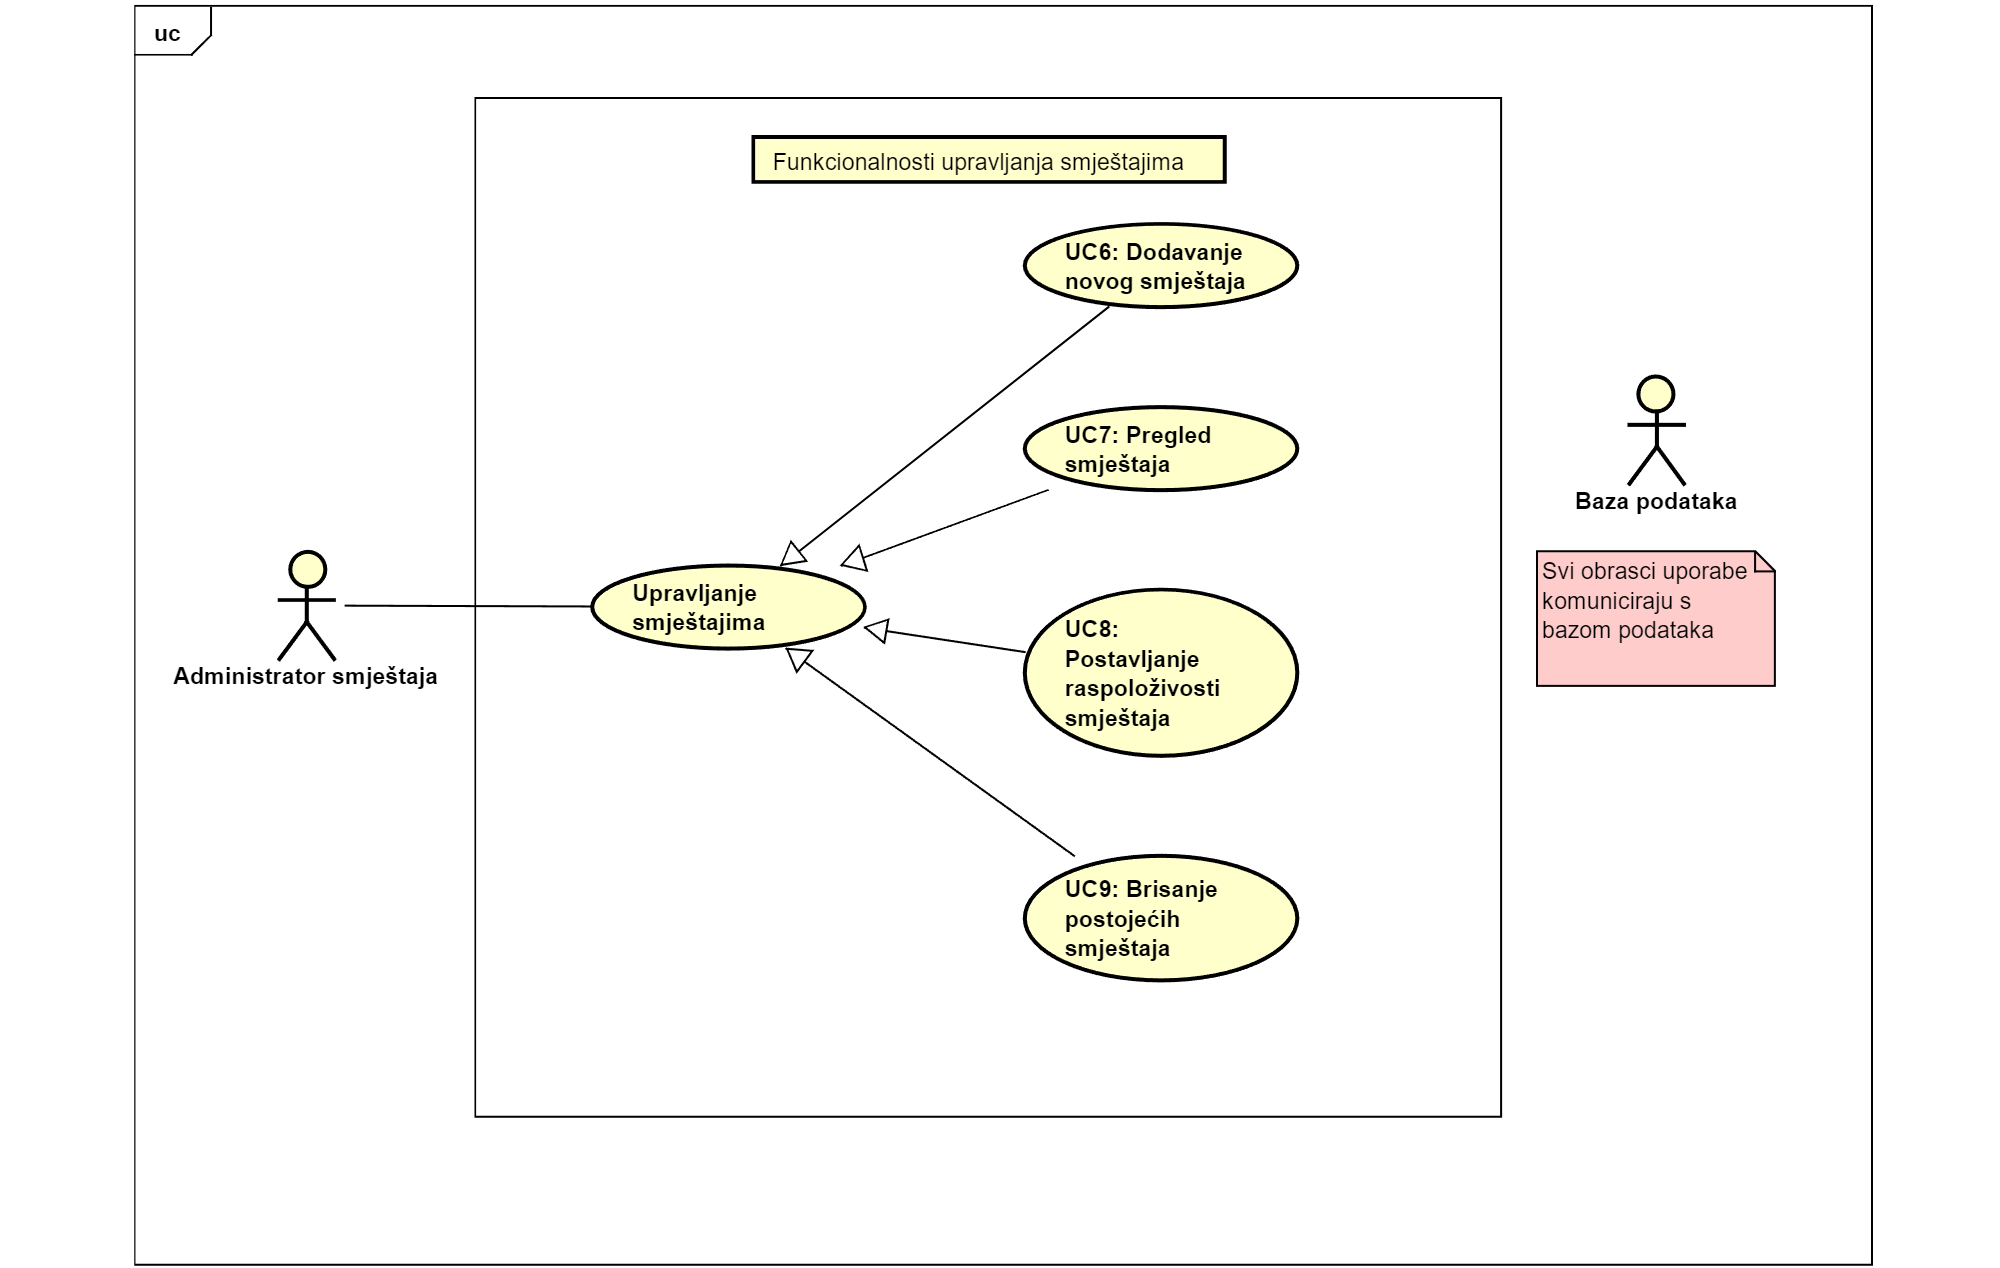 uc
Funkcionalnosti upravljanja smještajima
UC6: Dodavanje
novog smještaja
UC7: Pregled
smještaja
Baza podataka
Svi obrasci uporabe
komuniciraju s
bazom podataka
Upravljanje
smještajima
Administrator smještaja
UC8:
Postavljanje
raspoloživosti
smještaja
UC9: Brisanje
postojećih
smještaja